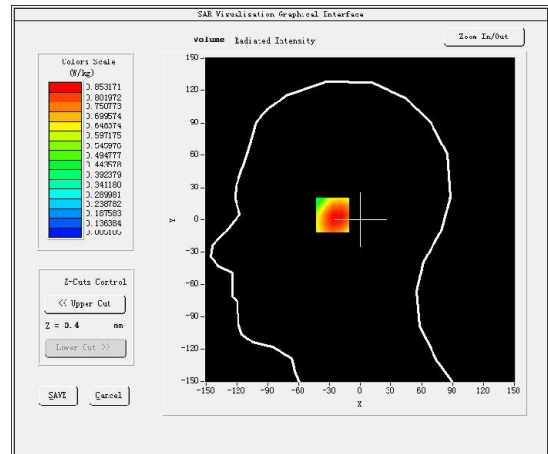 SAR Visualisation Graphical Interface
Volume Radiated Intensity
Zoom In/Out
Colors Scale
(W/kg)
0.853171
0.801972
0.750773
0.699574
0.648374
0.597175
0.545976
0.494777
0.443578
0.392379
0.341180
0.289981
0.238782
0.187583
0.136384
0.085185
Z-Cuts Control
<< Upper Cut
Z = 0.4 mm
Lower Cut >>
SAVE Cancel
150
120
90
60
30
0
-30
-60
-90
-120
-150
Y
-150 -120 -90 -60 -30 0 30 60 90 120 150
X